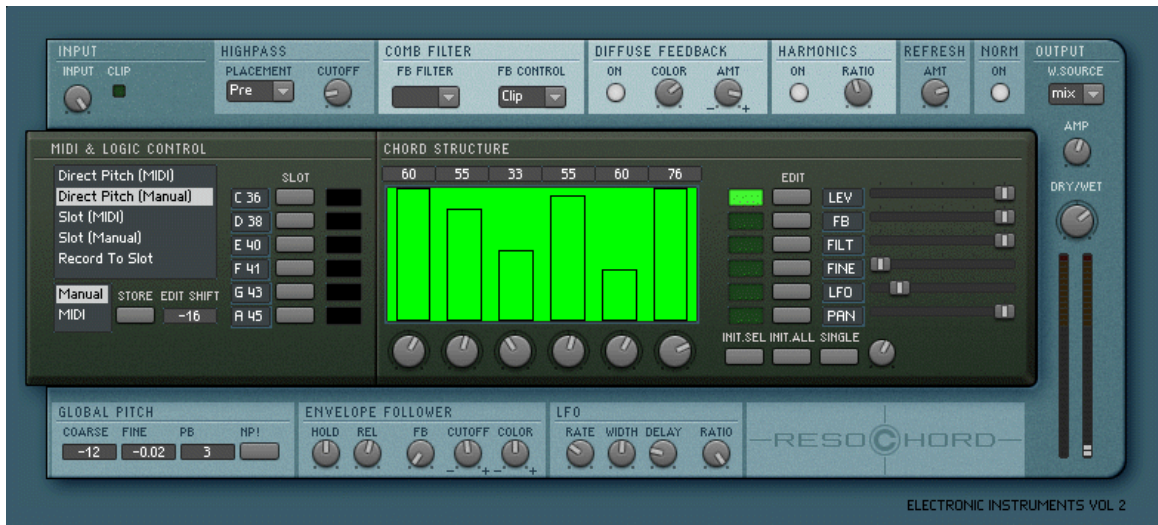 INPUT
INPUT CLIP
HIGHPASS
PLACEMENT CUTOFF
Pre
COMB FILTER
FB FILTER FB CONTROL
Clip
DIFFUSE FEEDBACK
ON COLOR AMT
- +
HARMONICS
ON RATIO
REFRESH
AMT
NORM
ON
OUTPUT
W.SOURCE
mix
AMP
DRY/WET
MIDI & LOGIC CONTROL
Direct Pitch (MIDI)
Direct Pitch (Manual)
Slot (MIDI)
Slot (Manual)
Record To Slot
Manual
MIDI
STORE EDIT SHIFT
-16
SLOT
C 36
D 38
E 40
F 41
G 43
A 45
CHORD STRUCTURE
60 55 33 55 60 76
EDIT
LEV
FB
FILT
FINE
LFO
PAN
INIT.SEL INIT.ALL SINGLE
GLOBAL PITCH
COARSE FINE PB NP!
-12 -0.02 3
ENVELOPE FOLLOWER
HOLD REL FB CUTOFF COLOR
- + - +
LFO
RATE WIDTH DELAY RATIO
RESOCHORD
ELECTRONIC INSTRUMENTS VOL 2